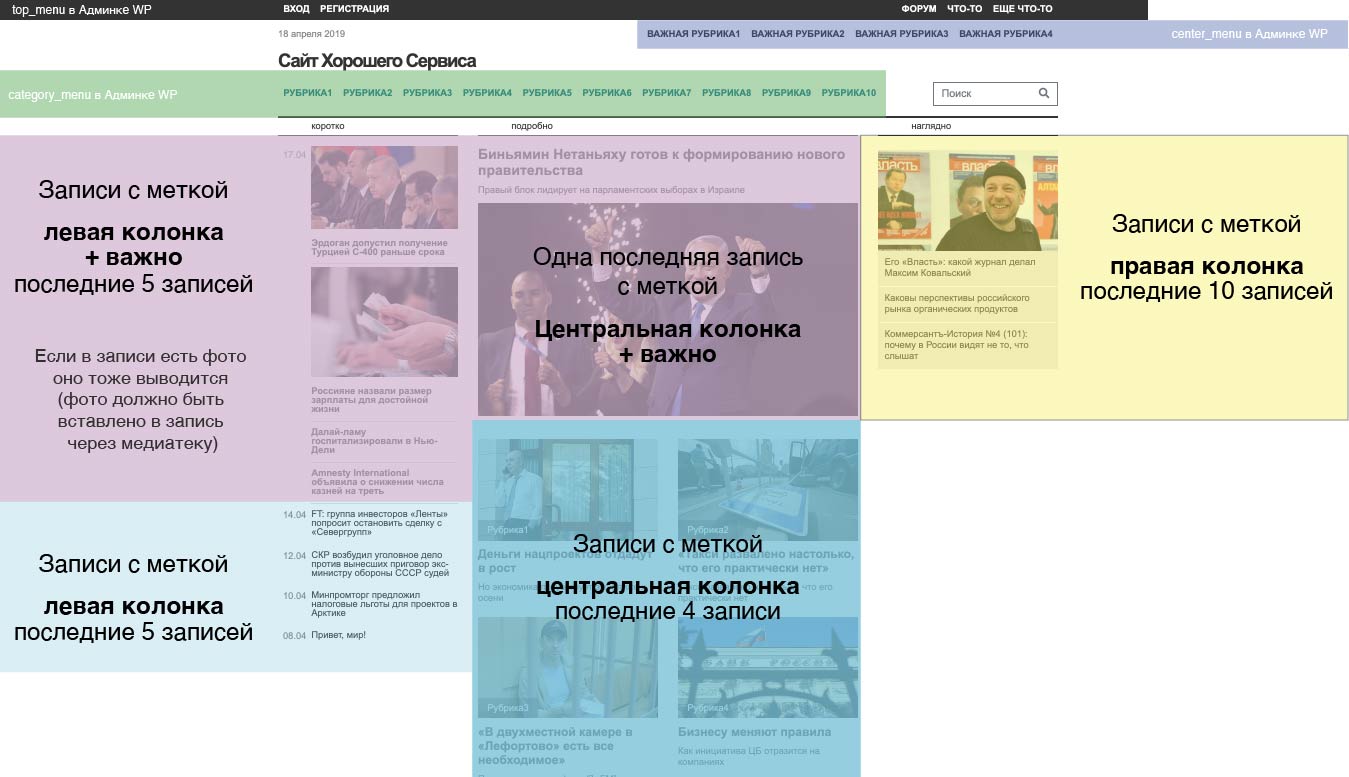 top_menu в Админке WP
ВХОД РЕГИСТРАЦИЯ
ФОРУМ ЧТО-ТО ЕЩЕ ЧТО-ТО
18 апреля 2019
ВАЖНАЯ РУБРИКА1 ВАЖНАЯ РУБРИКА2 ВАЖНАЯ РУБРИКА3 ВАЖНАЯ РУБРИКА4
center_menu в Админке WP
Сайт Хорошего Сервиса
category_menu в Админке WP
РУБРИКА1 РУБРИКА2 РУБРИКА3 РУБРИКА4 РУБРИКА5 РУБРИКА6 РУБРИКА7 РУБРИКА8 РУБРИКА9 РУБРИКА10
Поиск
коротко
подробно
наглядно
Записи с меткой
левая колонка
+ важно
последние 5 записей
Если в записи есть фото
оно тоже выводится
(фото должно быть
вставлено в запись
через медиатеку)
17.04
Эрдоган допустил получение
Турцией С-400 раньше срока
Россияне назвали размер
зарплаты для достойной
жизни
Далай-ламу
госпитализировали в Нью-
Дели
Amnesty International
объявила о снижении числа
казней на треть
Записи с меткой
левая колонка
последние 5 записей
14.04 FT: группа инвесторов «Ленты»
попросит остановить сделку с
«Севергрупп»
12.04 СКР возбудил уголовное дело
против вынесших приговор экс-
министру обороны СССР судей
10.04 Минпромторг предложил
налоговые льготы для проектов в
Арктике
08.04 Привет, мир!
Биньямин Нетаньяху готов к формированию нового
правительства
Правый блок лидирует на парламентских выборах в Израиле
Одна последняя запись
с меткой
Центральная колонка
+ важно
Рубрика1
Деньги нацпроектов отдадут
в рост
Но экономика
осени
Рубрика2
«Такси развалено настолько,
что его практически нет»
что его
практически нет
Записи с меткой
центральная колонка
последние 4 записи
Рубрика3
«В двухместной камере в
«Лефортово» есть все
необходимое»
Рубрика4
Бизнесу меняют правила
Как инициатива ЦБ отразится на
компаниях
ВЛАСТЬ
Его «Власть»: какой журнал делал
Максим Ковальский
Каковы перспективы российского
рынка органических продуктов
Коммерсантъ-История №4 (101):
почему в России видят не то, что
слышат
Записи с меткой
правая колонка
последние 10 записей